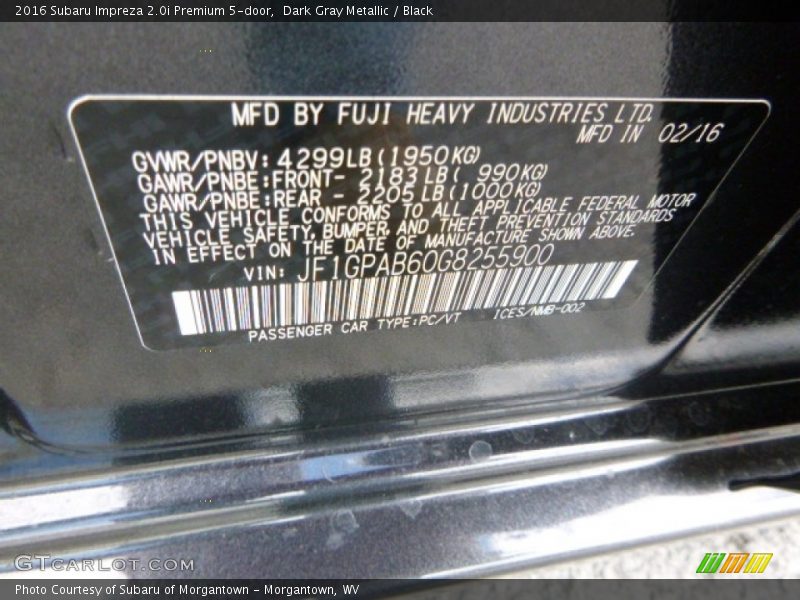 2016 Subaru Impreza 2.0i Premium 5-door,  Dark Gray Metallic / Black
MFD BY FUJI HEAVY INDUSTRIES LTD.
MFD IN 02/16
GVWR/PNBV: 4299LB(1950KG)
GAWR/PNBE:FRONT- 2183LB( 990KG)
GAWR/PNBE:REAR - 2205LB(1000KG)
THIS VEHICLE CONFORMS TO ALL APPLICABLE FEDERAL MOTOR
VEHICLE SAFETY, BUMPER, AND THEFT PREVENTION STANDARDS
IN EFFECT ON THE DATE OF MANUFACTURE SHOWN ABOVE.
VIN: JF1GPAB60G8255900
PASSENGER CAR TYPE:PC/VT ICES/NMB-002
GTCarLot.com
Photo Courtesy of Subaru of Morgantown - Morgantown, WV